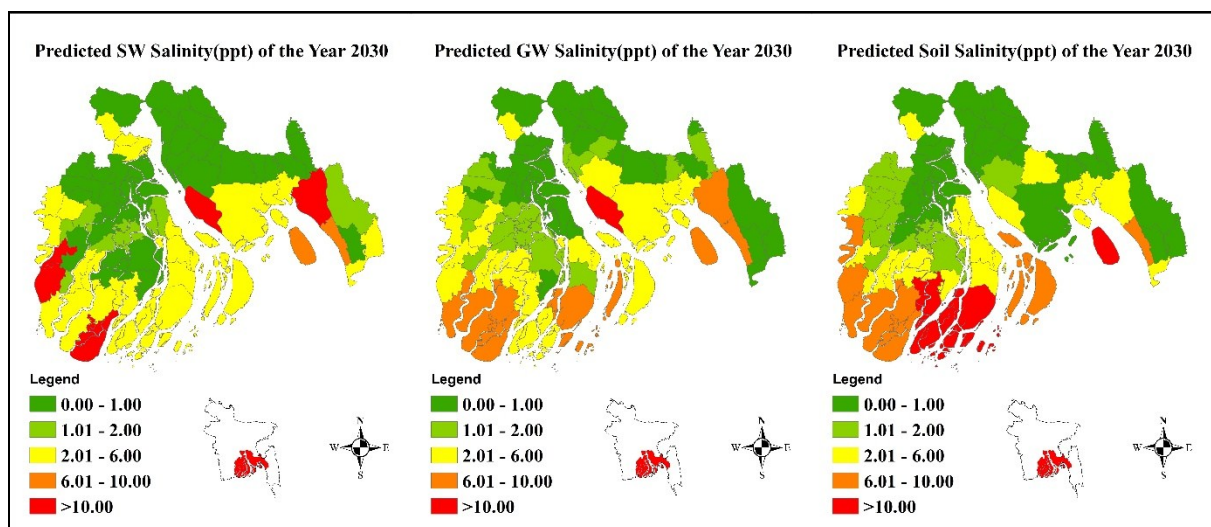 Predicted SW Salinity(ppt) of the Year 2030
Predicted GW Salinity(ppt) of the Year 2030
Predicted Soil Salinity(ppt) of the Year 2030
Legend
0.00 - 1.00
1.01 - 2.00
2.01 - 6.00
6.01 - 10.00
>10.00
N
W E
S
Legend
0.00 - 1.00
1.01 - 2.00
2.01 - 6.00
6.01 - 10.00
>10.00
N
W E
S
Legend
0.00 - 1.00
1.01 - 2.00
2.01 - 6.00
6.01 - 10.00
>10.00
N
W E
S